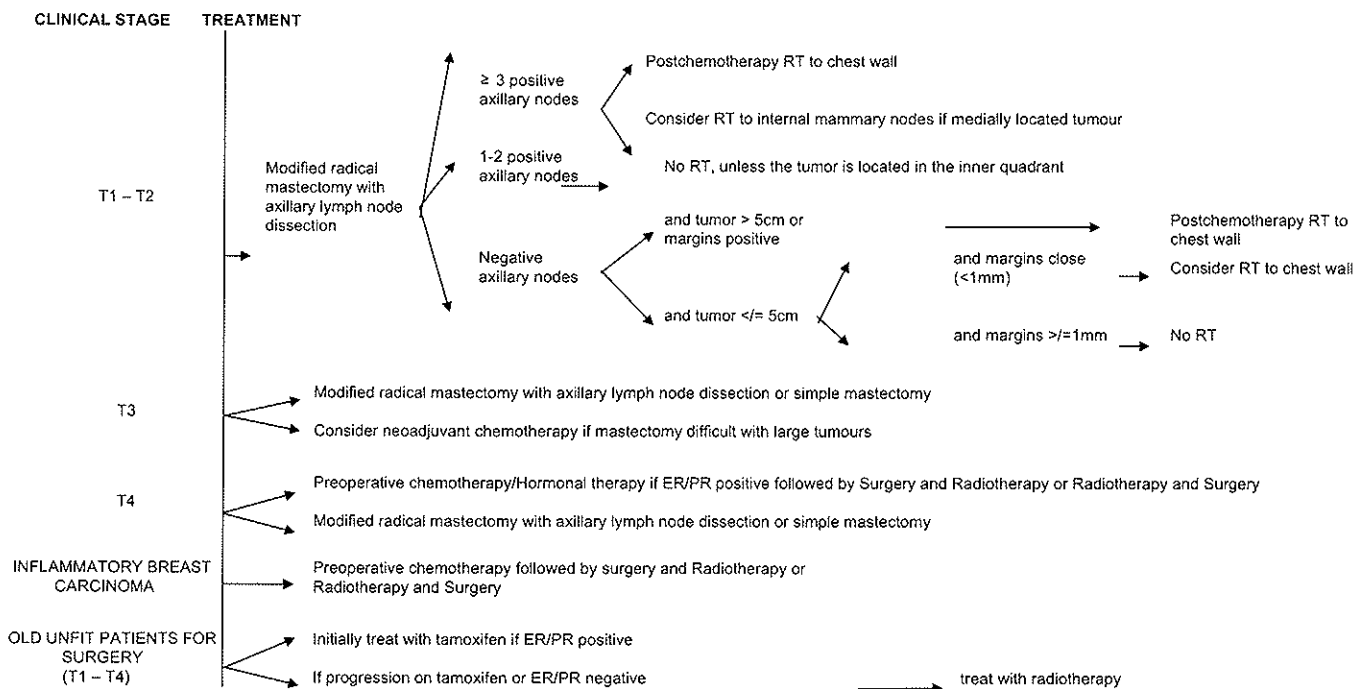 CLINICAL STAGE TREATMENT
≥ 3 positive
axillary nodes
Postchemotherapy RT to chest wall
Consider RT to internal mammary nodes if medially located tumour
T1 – T2
Modified radical
mastectomy with
axillary lymph node
dissection
1-2 positive
axillary nodes
No RT, unless the tumor is located in the inner quadrant
Negative
axillary nodes
and tumor > 5cm or
margins positive
Postchemotherapy RT to
chest wall
and tumor </= 5cm
and margins close
(<1mm)
Consider RT to chest wall
and margins >/=1mm
No RT
T3
Modified radical mastectomy with axillary lymph node dissection or simple mastectomy
Consider neoadjuvant chemotherapy if mastectomy difficult with large tumours
T4
Preoperative chemotherapy/Hormonal therapy if ER/PR positive followed by Surgery and Radiotherapy or Radiotherapy and Surgery
Modified radical mastectomy with axillary lymph node dissection or simple mastectomy
INFLAMMATORY BREAST
CARCINOMA
Preoperative chemotherapy followed by surgery and Radiotherapy or
Radiotherapy and Surgery
OLD UNFIT PATIENTS FOR
SURGERY
(T1 – T4)
Initially treat with tamoxifen if ER/PR positive
If progression on tamoxifen or ER/PR negative
treat with radiotherapy